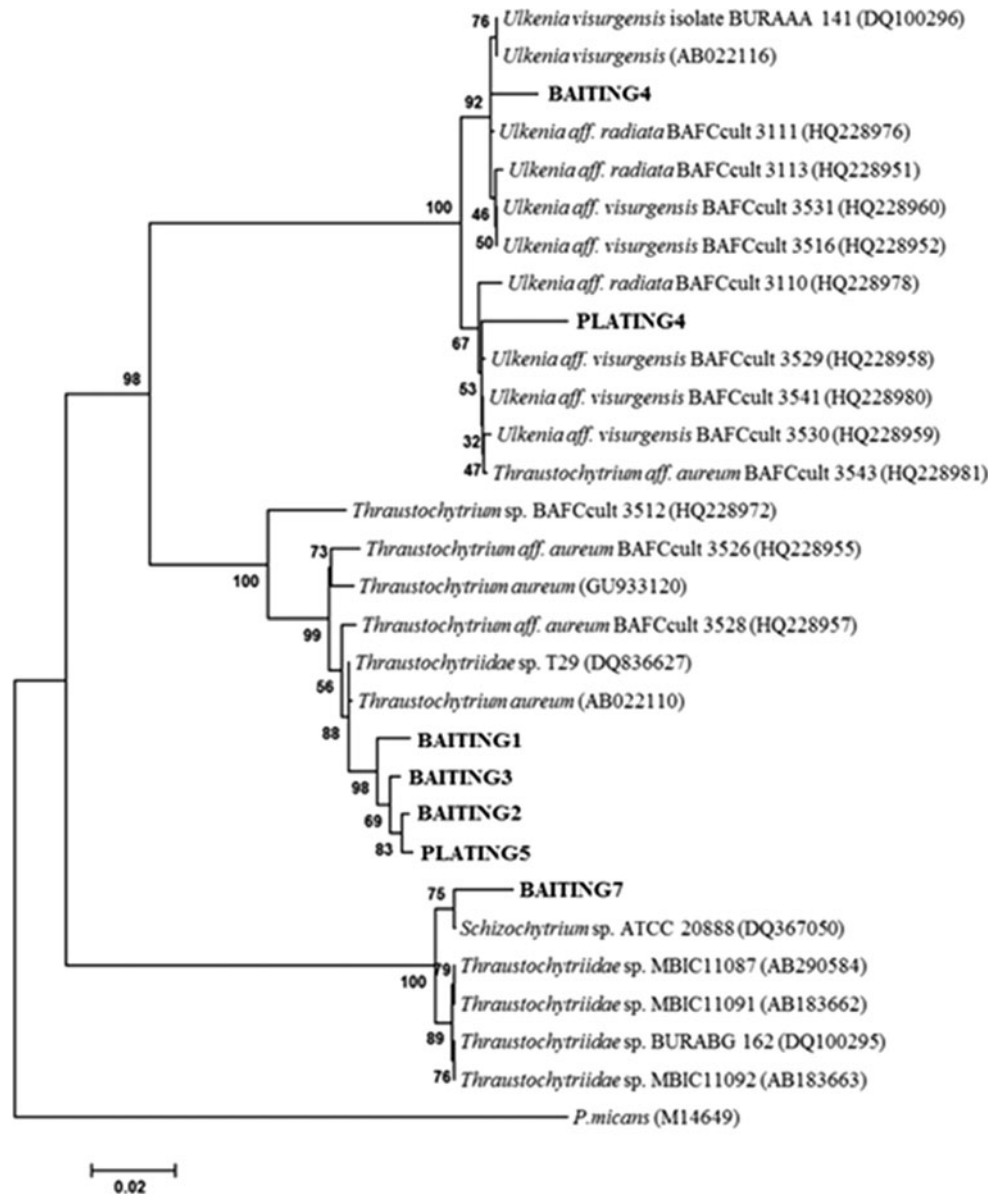 76 Ulkenia visurgensis isolate BURAAA 141 (DQ100296)
Ulkenia visurgensis (AB022116)
BAITING4
92
Ulkenia aff. radiata BAFCcult 3111 (HQ228976)
Ulkenia aff. radiata BAFCcult 3113 (HQ228951)
100
46 Ulkenia aff. visurgensis BAFCcult 3531 (HQ228960)
50 Ulkenia aff. visurgensis BAFCcult 3516 (HQ228952)
Ulkenia aff. radiata BAFCcult 3110 (HQ228978)
PLATING4
67
Ulkenia aff. visurgensis BAFCcult 3529 (HQ228958)
98
53
Ulkenia aff. visurgensis BAFCcult 3541 (HQ228980)
32 Ulkenia aff. visurgensis BAFCcult 3530 (HQ228959)
47 Thraustochytrium aff. aureum BAFCcult 3543 (HQ228981)
Thraustochytrium sp. BAFCcult 3512 (HQ228972)
73 Thraustochytrium aff. aureum BAFCcult 3526 (HQ228955)
100
Thraustochytrium aureum (GU933120)
99
Thraustochytrium aff. aureum BAFCcult 3528 (HQ228957)
Thraustochytriidae sp. T29 (DQ836627)
56
Thraustochytrium aureum (AB022110)
88
BAITING1
98
BAITING3
69
BAITING2
83 PLATING5
75 BAITING7
Schizochytrium sp. ATCC 20888 (DQ367050)
79 Thraustochytriidae sp. MBIC11087 (AB290584)
100
Thraustochytriidae sp. MBIC11091 (AB183662)
89 Thraustochytriidae sp. BURABG 162 (DQ100295)
76 Thraustochytriidae sp. MBIC11092 (AB183663)
P.micans (M14649)
0.02